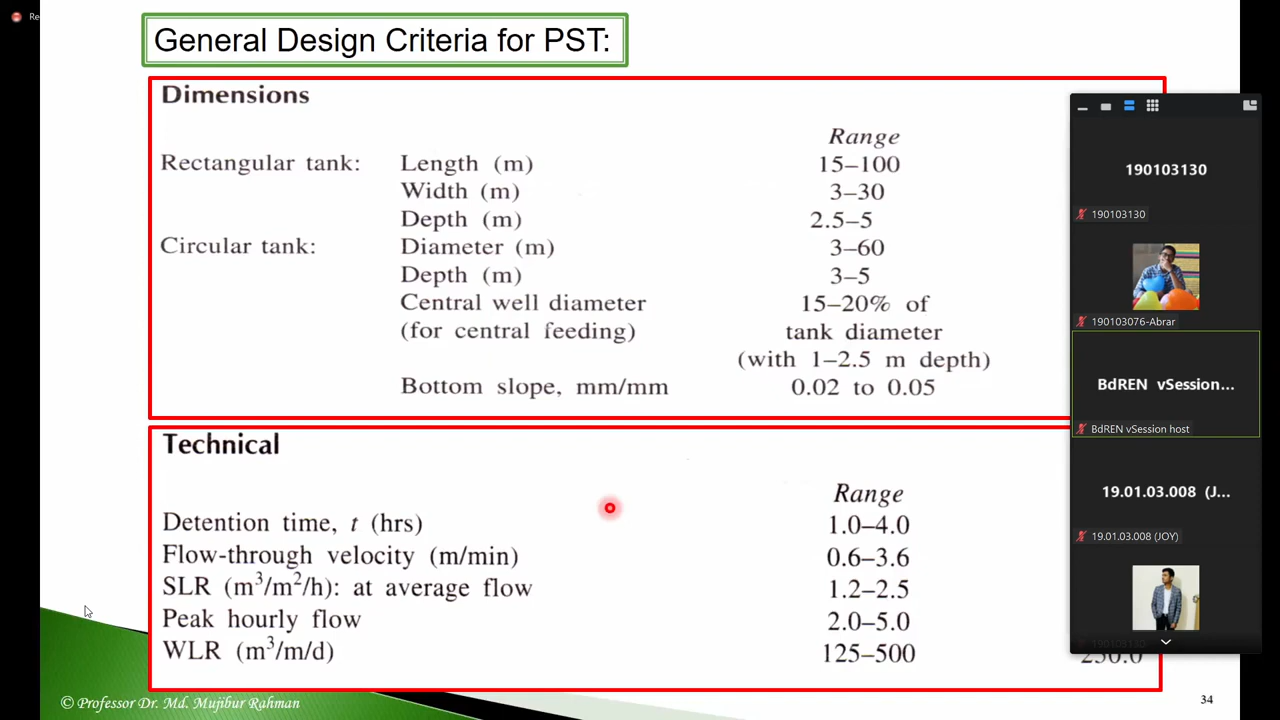 Re
General Design Criteria for PST:
Dimensions
Range
Rectangular tank: Length (m) 15–100
Width (m) 3–30
Depth (m) 2.5–5
Circular tank: Diameter (m) 3–60
Depth (m) 3–5
Central well diameter 15–20% of
(for central feeding) tank diameter
(with 1–2.5 m depth)
Bottom slope, mm/mm 0.02 to 0.05
Technical
Range
Detention time, t (hrs) 1.0–4.0
Flow-through velocity (m/min) 0.6–3.6
SLR (m³/m²/h): at average flow 1.2–2.5
Peak hourly flow 2.0–5.0
WLR (m³/m/d) 125–500
© Professor Dr. Md. Mujibur Rahman
34
190103130
190103130
190103076-Abrar
BdREN vSession...
BdREN vSession host
19.01.03.008 (J...
19.01.03.008 (JOY)